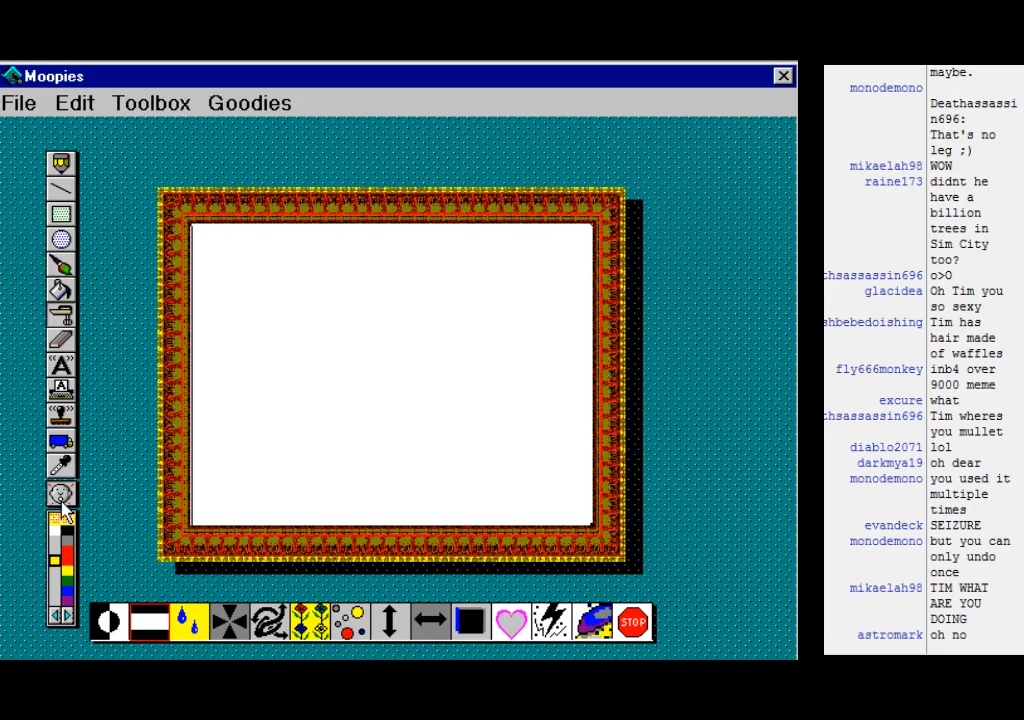 Moopies
File Edit Toolbox Goodies
"A"
A
STOP
maybe.
monodemono
Deathassassi
n696:
That's no
leg ;)
mikaelah98 WOW
raine173 didnt he
have a
billion
trees in
Sim City
too?
thsassassin696 o>O
glacidea Oh Tim you
so sexy
shbebedoishing Tim has
hair made
of waffles
fly666monkey inb4 over
9000 meme
excure what
thsassassin696 Tim wheres
you mullet
diablo2071 lol
darkmya19 oh dear
monodemono you used it
multiple
times
evandeck SEIZURE
monodemono but you can
only undo
once
mikaelah98 TIM WHAT
ARE YOU
DOING
astromark oh no